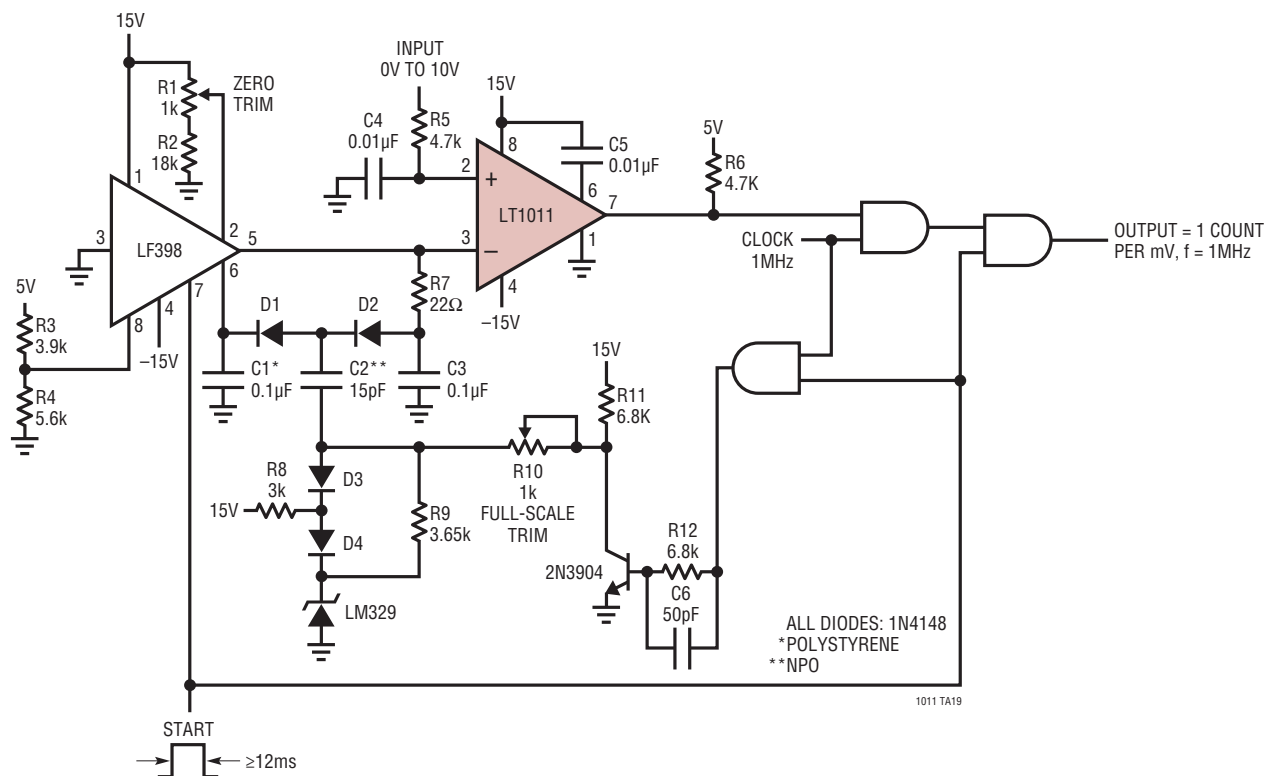 15V
R1
1k
ZERO
TRIM
R2
18k
1
2
3
LF398
5
6
7
4
8
–15V
5V
R3
3.9k
R4
5.6k
INPUT
0V TO 10V
C4
0.01µF
R5
4.7k
15V
8
C5
0.01µF
2
+
LT1011
6
7
3
–
1
4
–15V
R7
22Ω
5V
R6
4.7K
CLOCK
1MHz
OUTPUT = 1 COUNT
PER mV, f = 1MHz
D1
D2
C1*
0.1µF
C2**
15pF
C3
0.1µF
15V
R11
6.8K
R8
3k
15V
D3
D4
R9
3.65k
R10
1k
FULL-SCALE
TRIM
LM329
2N3904
R12
6.8k
C6
50pF
ALL DIODES: 1N4148
*POLYSTYRENE
**NPO
1011 TA19
START
≥12ms